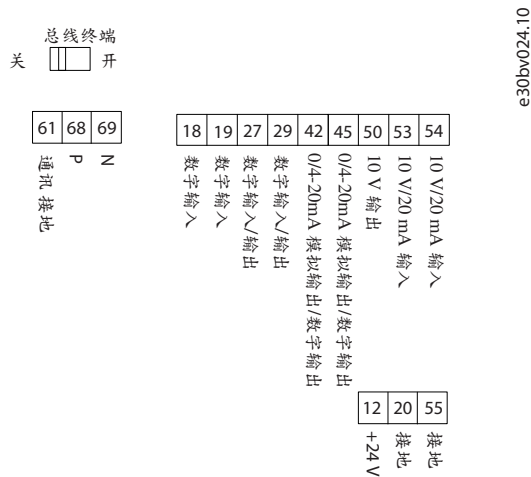 e30bv024.10
总线终端
关 开
61 68 69
通讯 接地
P
N
18 19 27 29 42 45 50 53 54
数字输入
数字输入
数字输入/输出
数字输入/输出
0/4-20mA 模拟输出/数字输出
0/4-20mA 模拟输出/数字输出
10 V 输出
10 V/20 mA 输入
10 V/20 mA 输入
12 20 55
+24 V
接地
接地